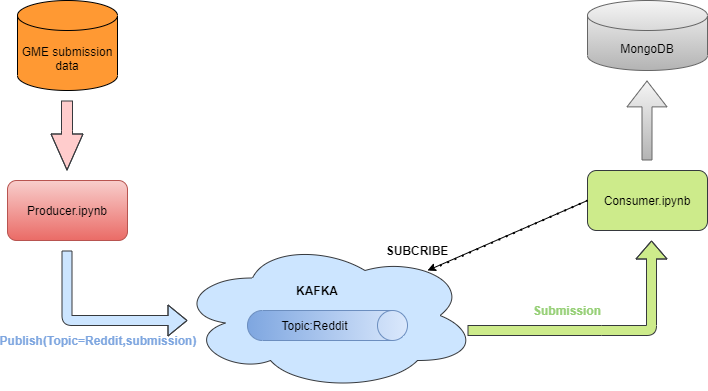 GME submission
data
MongoDB
Producer.ipynb
Consumer.ipynb
SUBCRIBE
KAFKA
Topic:Reddit
Submission
Publish(Topic=Reddit,submission)